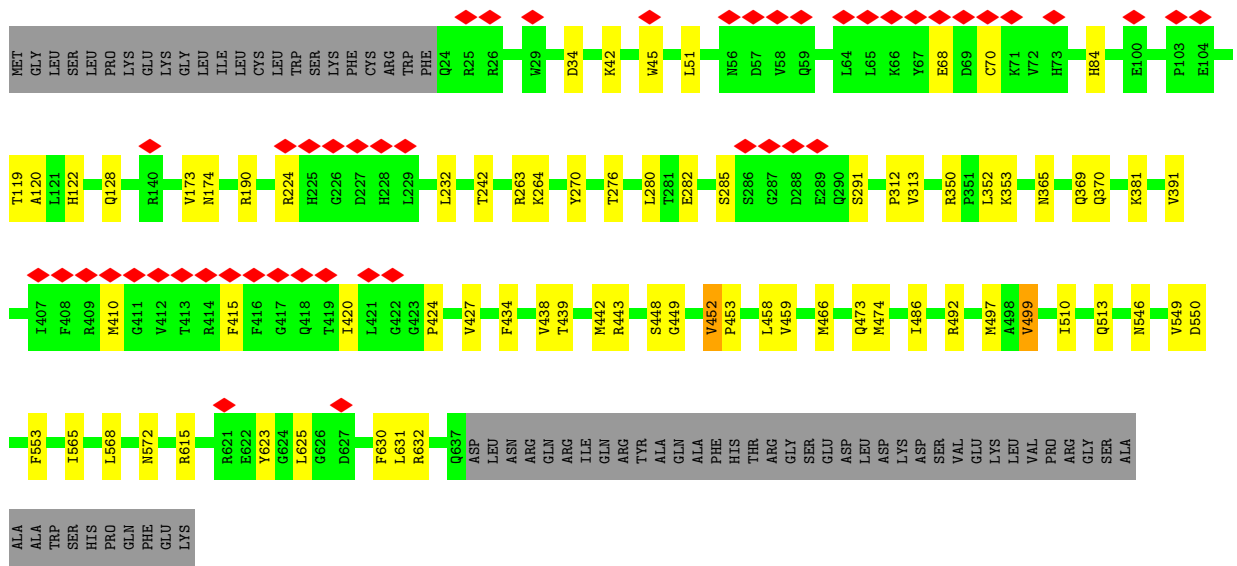 MET GLY LEU SER LEU PRO LYS GLU LYS GLY LEU ILE LEU CYS LEU TRP SER LYS PHE CYS ARG TRP PHE Q24 R25 R26 W29 D34 K42 W45 L51 N56 D57 V58 Q59 L64 L65 K66 Y67 E68 D69 C70 K71 V72 H73 H84 E100 P103 E104
T119 A120 L121 H122 Q128 R140 V173 N174 R190 R224 H225 G226 D227 H228 L229 L232 T242 R263 K264 Y270 T276 L280 T281 E282 S285 S286 G287 D288 E289 Q290 S291 P312 V313 R350 P351 L352 K353 N365 Q369 Q370 K381 V391
I407 F408 R409 M410 G411 V412 T413 R414 F415 F416 G417 Q418 T419 I420 L421 G422 G423 P424 V427 F434 V438 T439 M442 R443 S448 G449 V452 P453 L458 V459 M466 Q473 M474 I486 R492 M497 A498 V499 I510 Q513 N546 V549 D550
F553 I565 L568 N572 R615 R621 E622 Y623 G624 L625 G626 D627 F630 L631 R632 Q637 ASP LEU ASN ARG GLN ARG ILE GLN ARG TYR ALA GLN ALA PHE HIS THR ARG GLY SER GLU ASP LEU ASP LYS ASP SER VAL GLU LYS LEU VAL PRO ARG GLY SER ALA
ALA ALA TRP SER HIS PRO GLN PHE GLU LYS